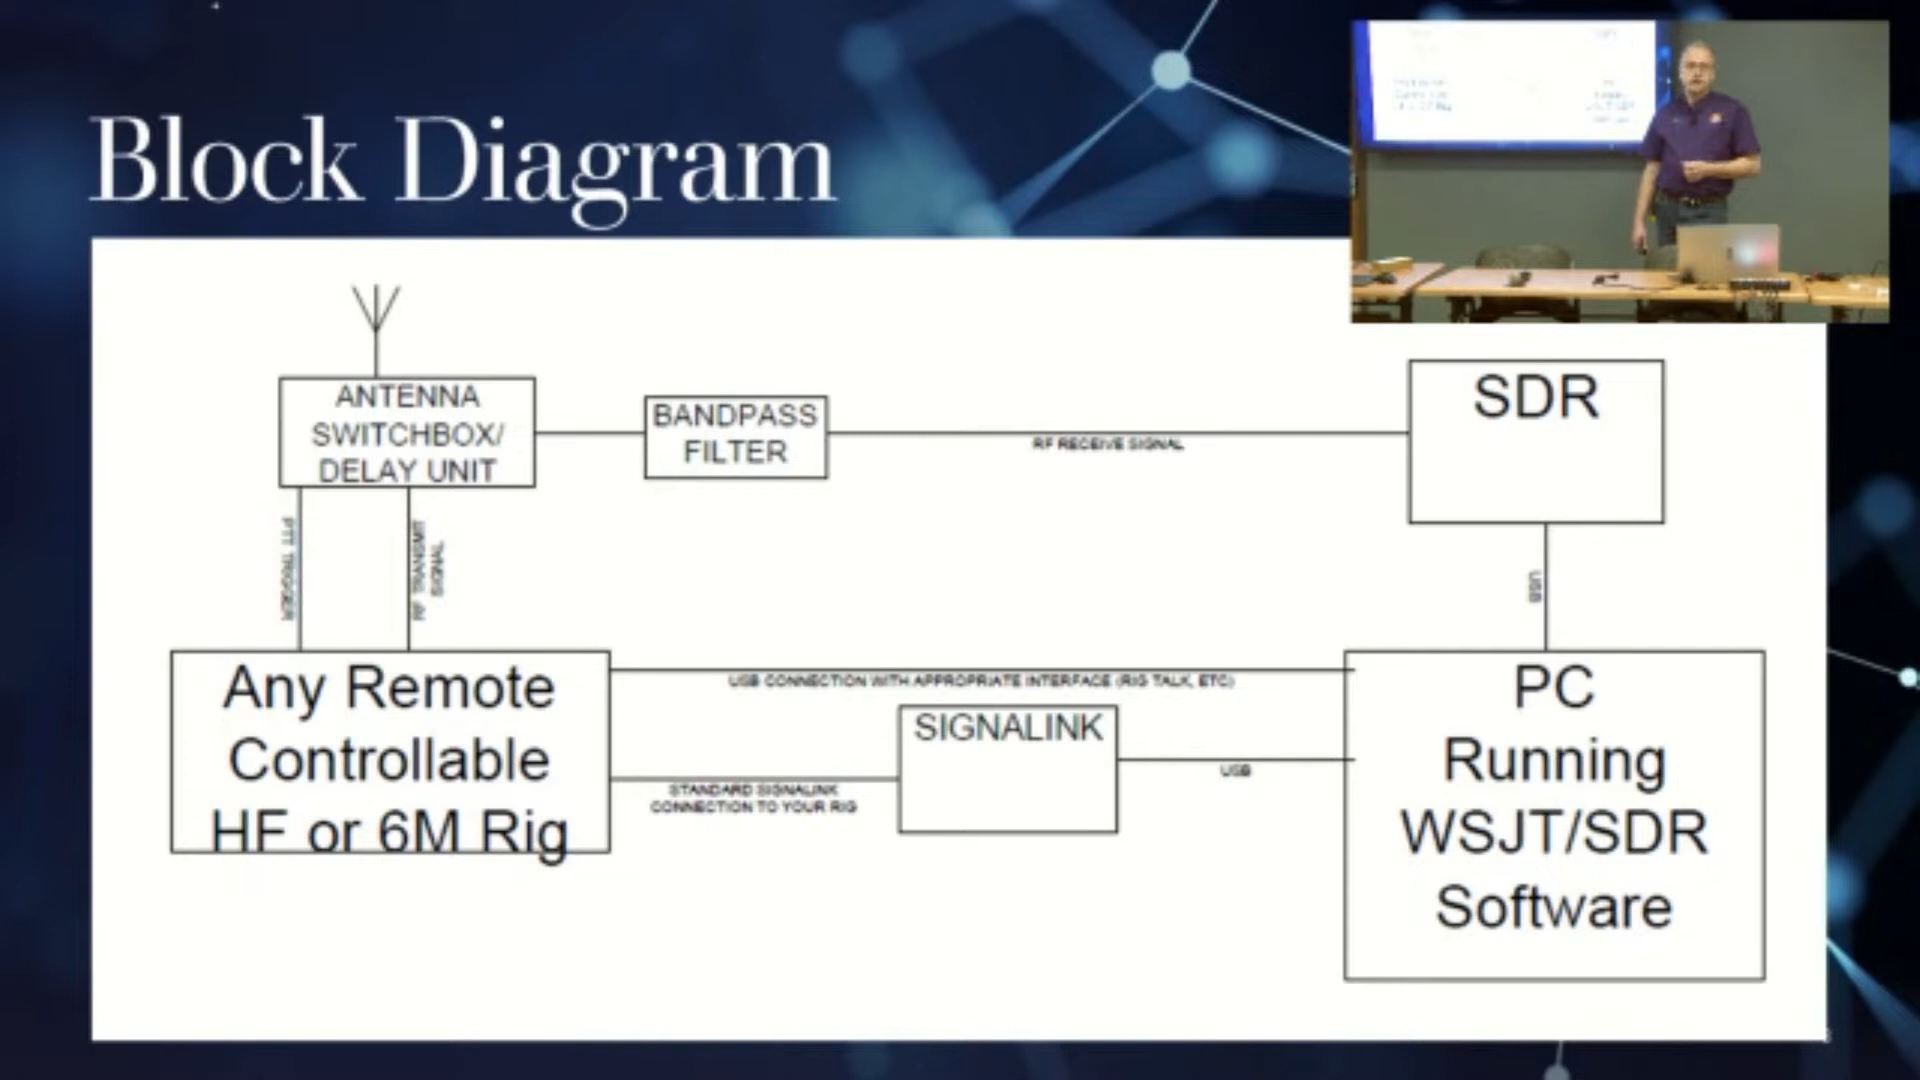 Block Diagram
ANTENNA
SWITCHBOX/
DELAY UNIT
BANDPASS
FILTER
RF RECEIVE SIGNAL
SDR
PTT TRIGGER
RF TRANSMIT
SIGNAL
USB
Any Remote
Controllable
HF or 6M Rig
USB CONNECTION WITH APPROPRIATE INTERFACE (RIG TALK, ETC)
SIGNALINK
STANDARD SIGNALINK
CONNECTION TO YOUR RIG
USB
PC
Running
WSJT/SDR
Software